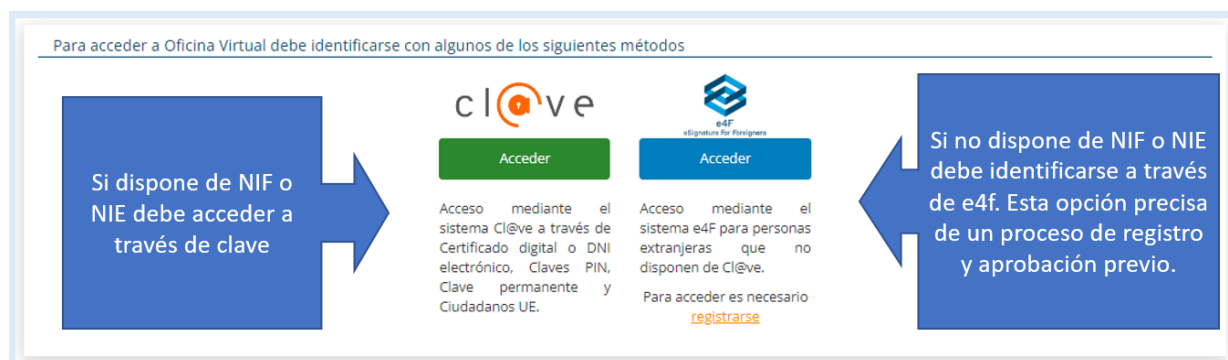 Para acceder a Oficina Virtual debe identificarse con algunos de los siguientes métodos
Si dispone de NIF o
NIE debe acceder a
través de clave
cl@ve
Acceder
Acceso mediante el
sistema Cl@ve a través de
Certificado digital o DNI
electrónico, Claves PIN,
Clave permanente y
Ciudadanos UE.
e4F
eSignature For Foreigners
Acceder
Acceso mediante el
sistema e4F para personas
extranjeras que no
disponen de Cl@ve.
Para acceder es necesario
registrarse
Si no dispone de NIF o NIE
debe identificarse a través
de e4f. Esta opción precisa
de un proceso de registro
y aprobación previo.